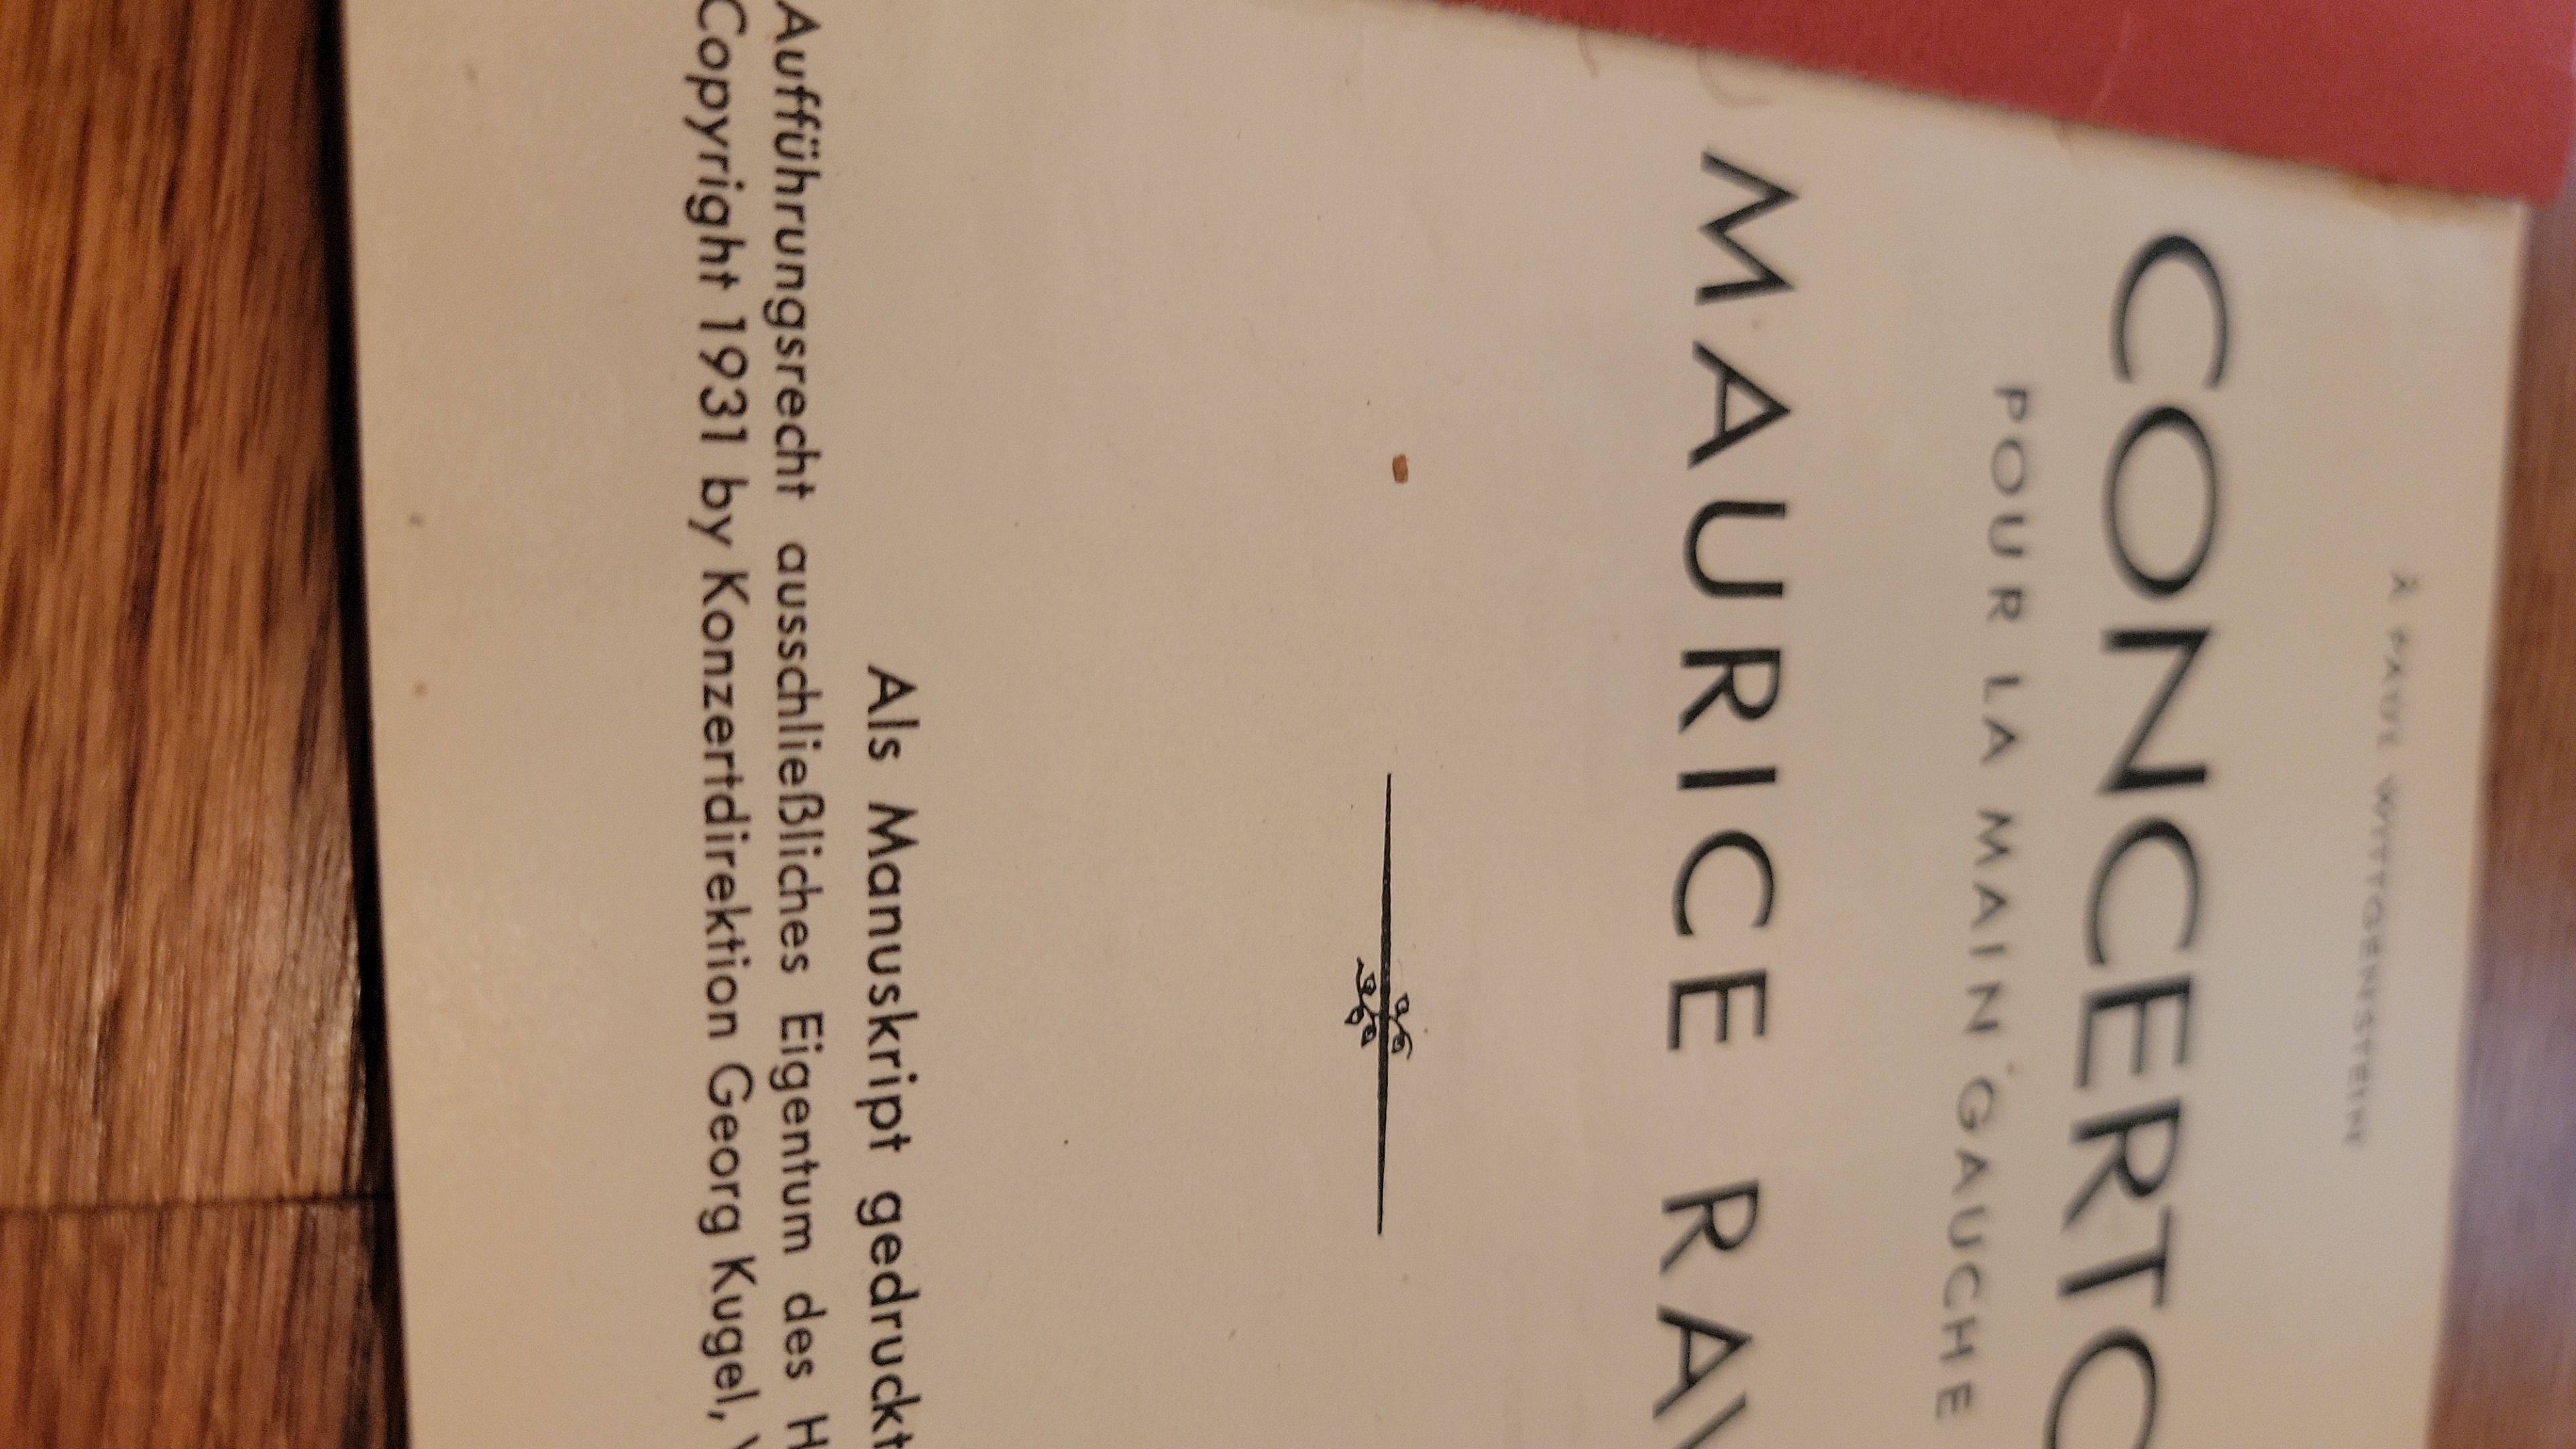 À PAUL WITTGENSTEIN
CONCERTO
POUR LA MAIN GAUCHE
MAURICE RAV
Als Manuskript gedruckt
Aufführungsrecht ausschließliches Eigentum des H
Copyright 1931 by Konzertdirektion Georg Kugel,